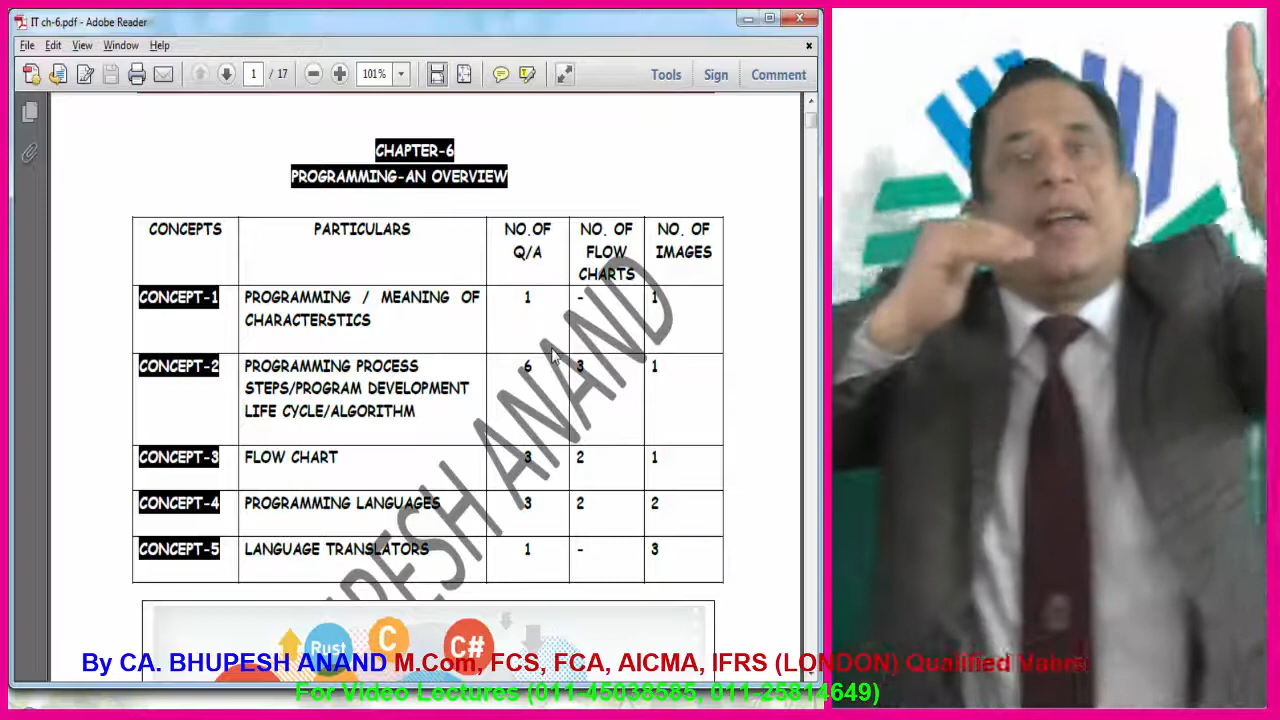 IT ch-6.pdf - Adobe Reader
File Edit View Window Help
1 / 17 101% Tools Sign Comment
CHAPTER-6
PROGRAMMING-AN OVERVIEW
CONCEPTS PARTICULARS NO.OF Q/A NO. OF FLOW CHARTS NO. OF IMAGES
CONCEPT-1 PROGRAMMING / MEANING OF CHARACTERSTICS 1 - 1
CONCEPT-2 PROGRAMMING PROCESS STEPS/PROGRAM DEVELOPMENT LIFE CYCLE/ALGORITHM 6 3 1
CONCEPT-3 FLOW CHART 3 2 1
CONCEPT-4 PROGRAMMING LANGUAGES 3 2 2
CONCEPT-5 LANGUAGE TRANSLATORS 1 - 3
PESH ANAND
Rust C C#
By CA. BHUPESH ANAND M.Com, FCS, FCA, AICMA, IFRS (LONDON) Qualified
For Video Lectures (011-45038585, 011-25814649)